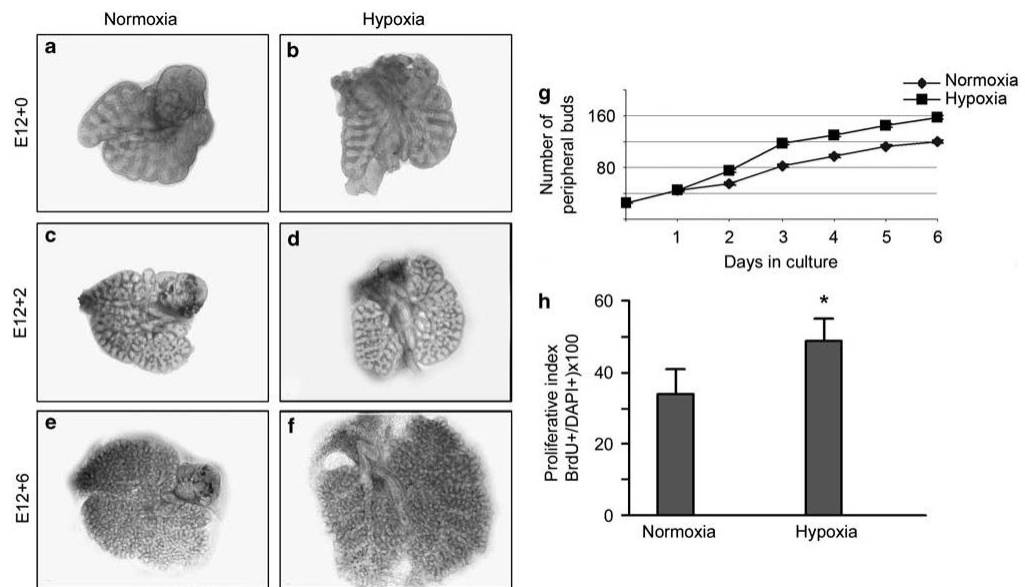 Normoxia
Hypoxia
E12+0
a
b
E12+2
c
d
E12+6
e
f
g
Normoxia
Hypoxia
Number of
peripheral buds
160
80
1
2
3
4
5
6
Days in culture
h
Proliferative index
BrdU+/DAPI+)x100
60
40
20
0
*
Normoxia
Hypoxia